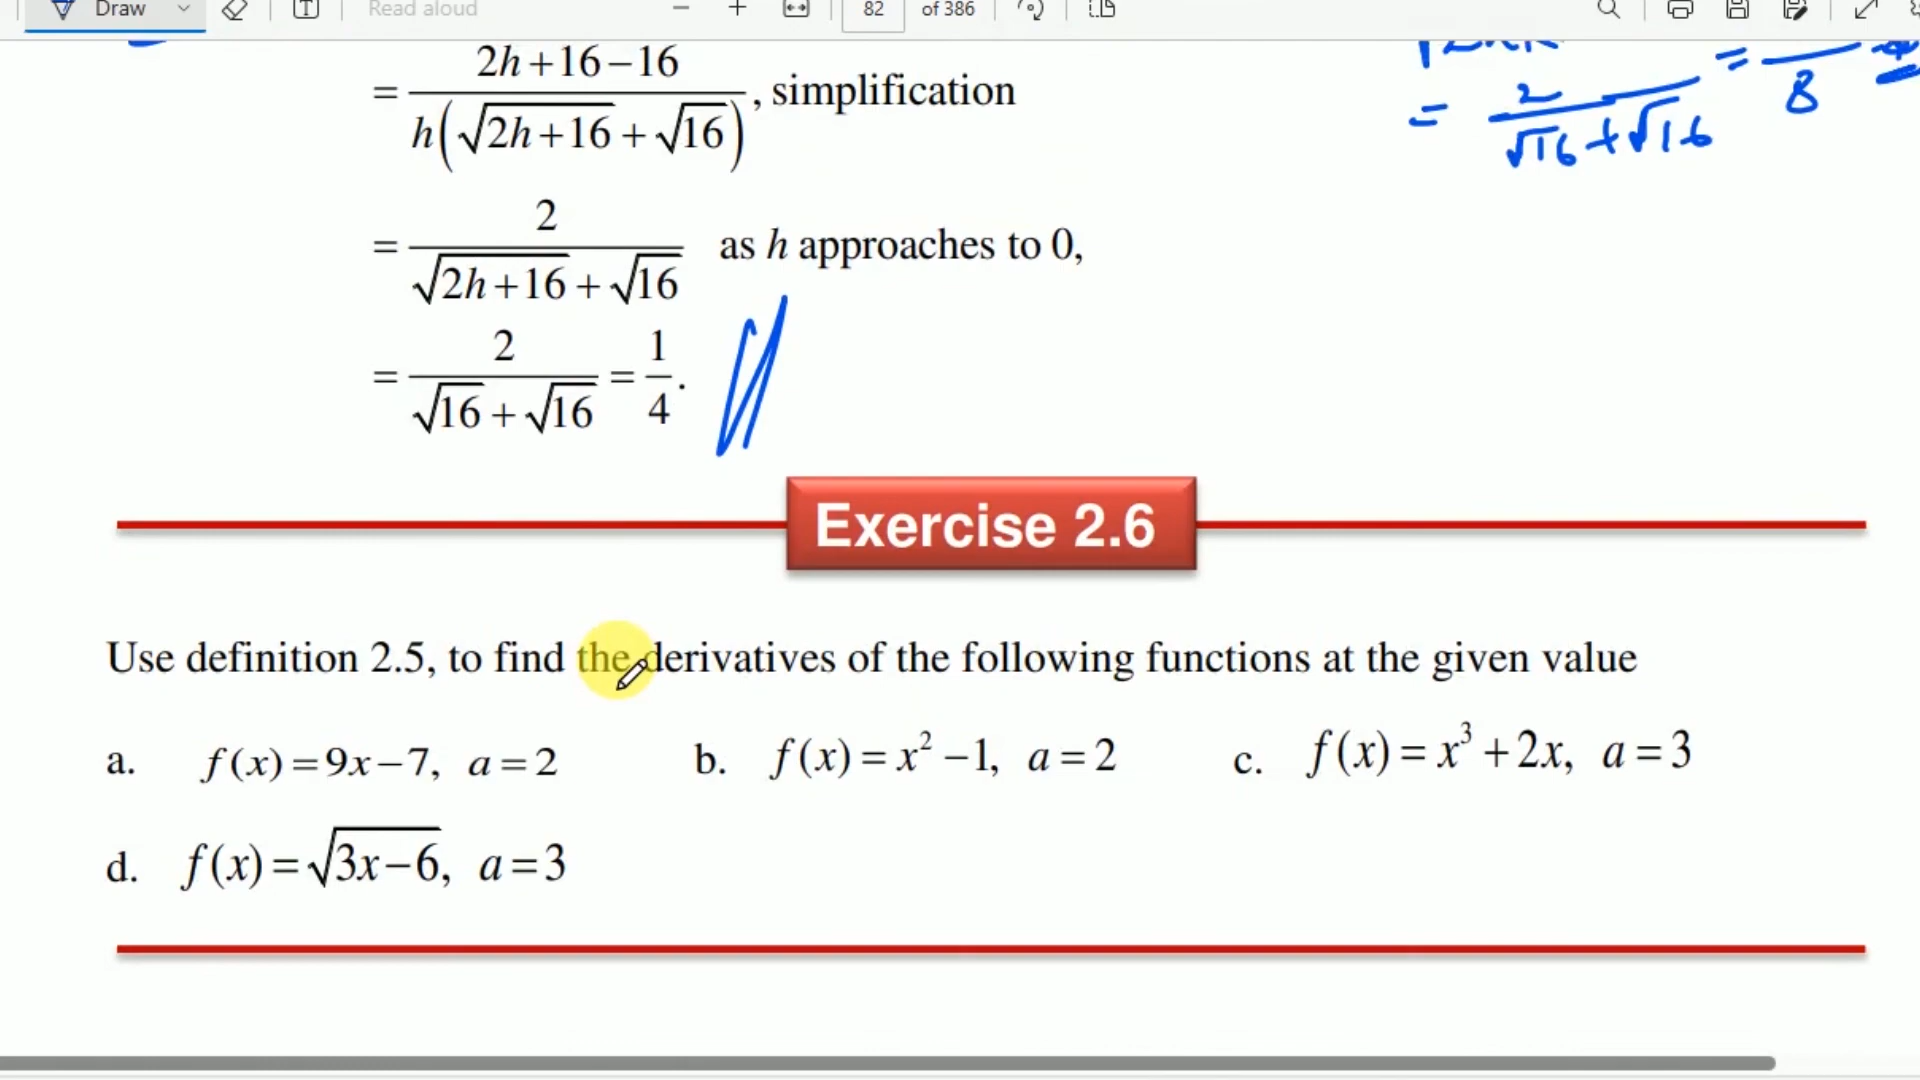 Draw
Read aloud
82 of 386
= 2h+16−16 / h(√2h+16 + √16), simplification
= 2 / √2h+16 + √16 as h approaches to 0,
= 2 / √16 + √16 = 1/4.
= 2 / √16 + √16 = / 8
Exercise 2.6
Use definition 2.5, to find the derivatives of the following functions at the given value
a. f(x)=9x−7, a=2 b. f(x)=x²−1, a=2 c. f(x)=x³+2x, a=3
d. f(x)=√3x−6, a=3